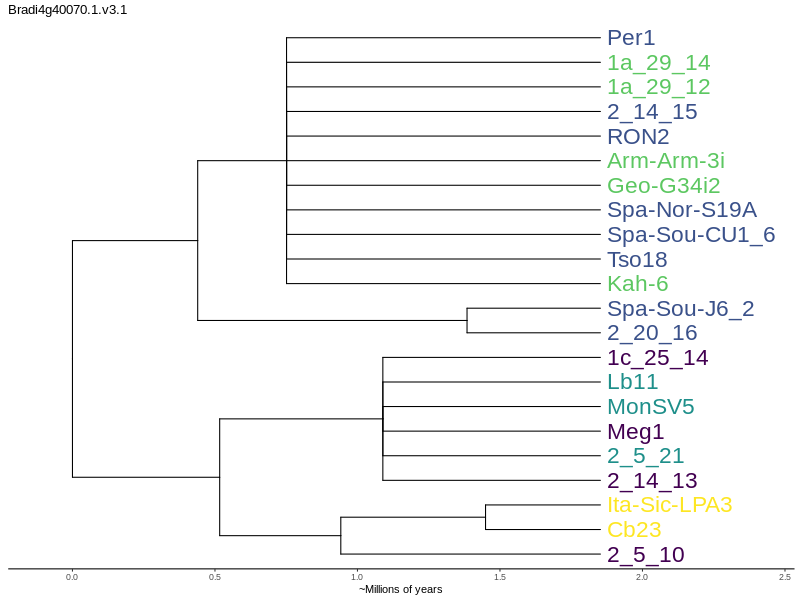 Bradi4g40070.1.v3.1
Per1
1a_29_14
1a_29_12
2_14_15
RON2
Arm-Arm-3i
Geo-G34i2
Spa-Nor-S19A
Spa-Sou-CU1_6
Tso18
Kah-6
Spa-Sou-J6_2
2_20_16
1c_25_14
Lb11
MonSV5
Meg1
2_5_21
2_14_13
Ita-Sic-LPA3
Cb23
2_5_10
0.0 0.5 1.0 1.5 2.0 2.5
~Millions of years